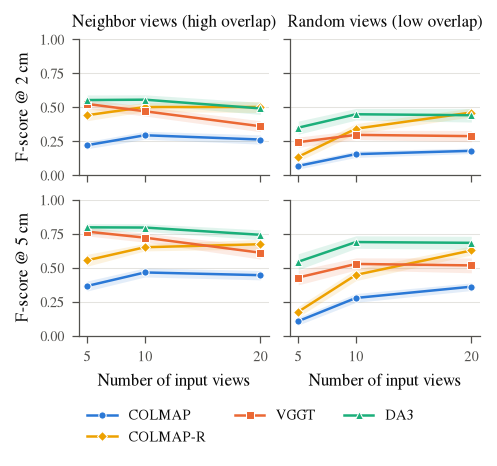 Neighbor views (high overlap)
Random views (low overlap)
F-score @ 2 cm
1.00
0.75
0.50
0.25
0.00
F-score @ 5 cm
1.00
0.75
0.50
0.25
0.00
5 10 20
5 10 20
Number of input views
Number of input views
COLMAP
VGGT
DA3
COLMAP-R